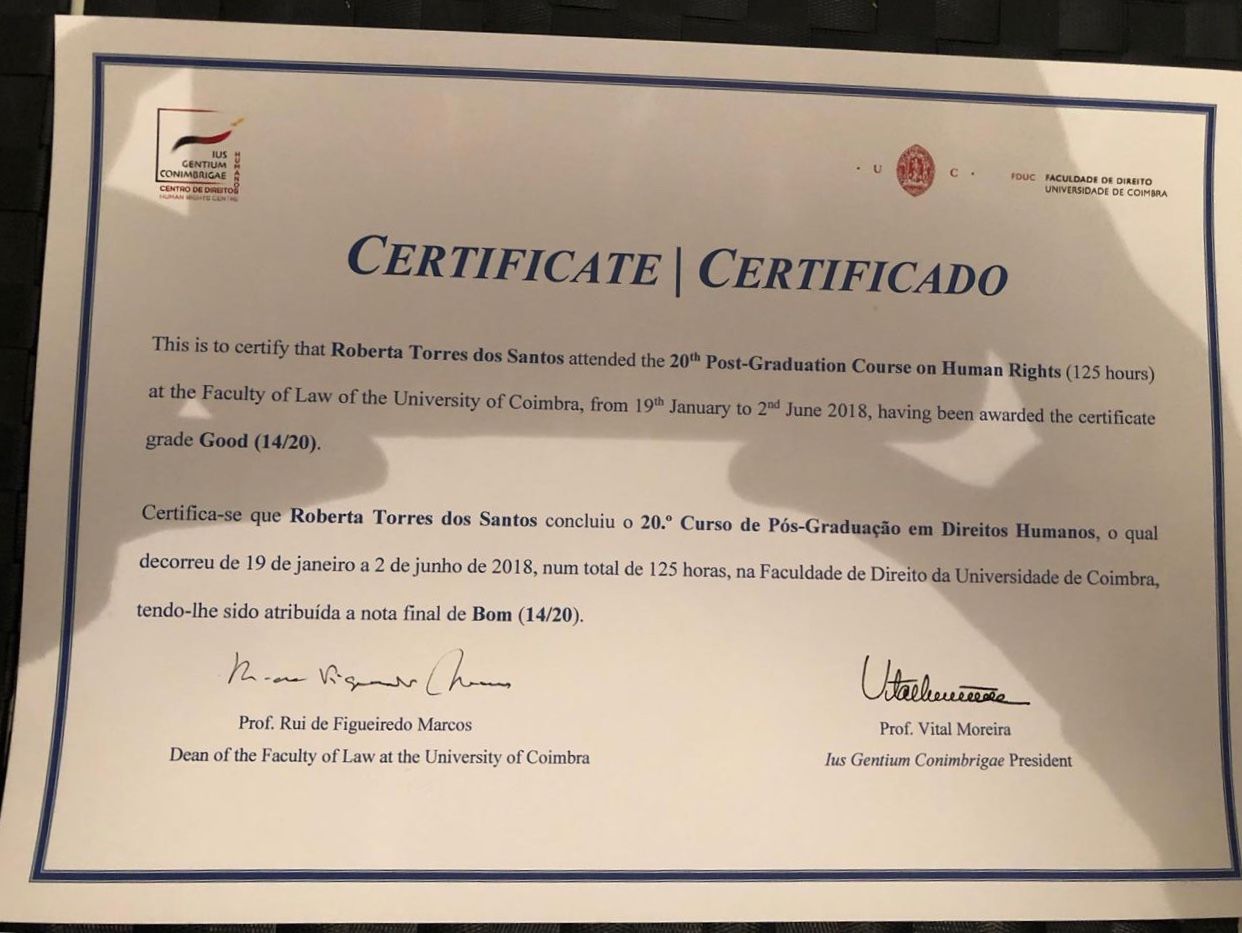 IUS
GENTIUM
CONIMBRIGAE
HUMANOS
CENTRO DE DIREITOS
HUMAN RIGHTS CENTRE
· U C ·
FDUC FACULDADE DE DIREITO
UNIVERSIDADE DE COIMBRA
CERTIFICATE | CERTIFICADO
This is to certify that Roberta Torres dos Santos attended the 20th Post-Graduation Course on Human Rights (125 hours)
at the Faculty of Law of the University of Coimbra, from 19th January to 2nd June 2018, having been awarded the certificate
grade Good (14/20).
Certifica-se que Roberta Torres dos Santos concluiu o 20.º Curso de Pós-Graduação em Direitos Humanos, o qual
decorreu de 19 de janeiro a 2 de junho de 2018, num total de 125 horas, na Faculdade de Direito da Universidade de Coimbra,
tendo-lhe sido atribuída a nota final de Bom (14/20).
Prof. Rui de Figueiredo Marcos
Dean of the Faculty of Law at the University of Coimbra
Prof. Vital Moreira
Ius Gentium Conimbrigae President